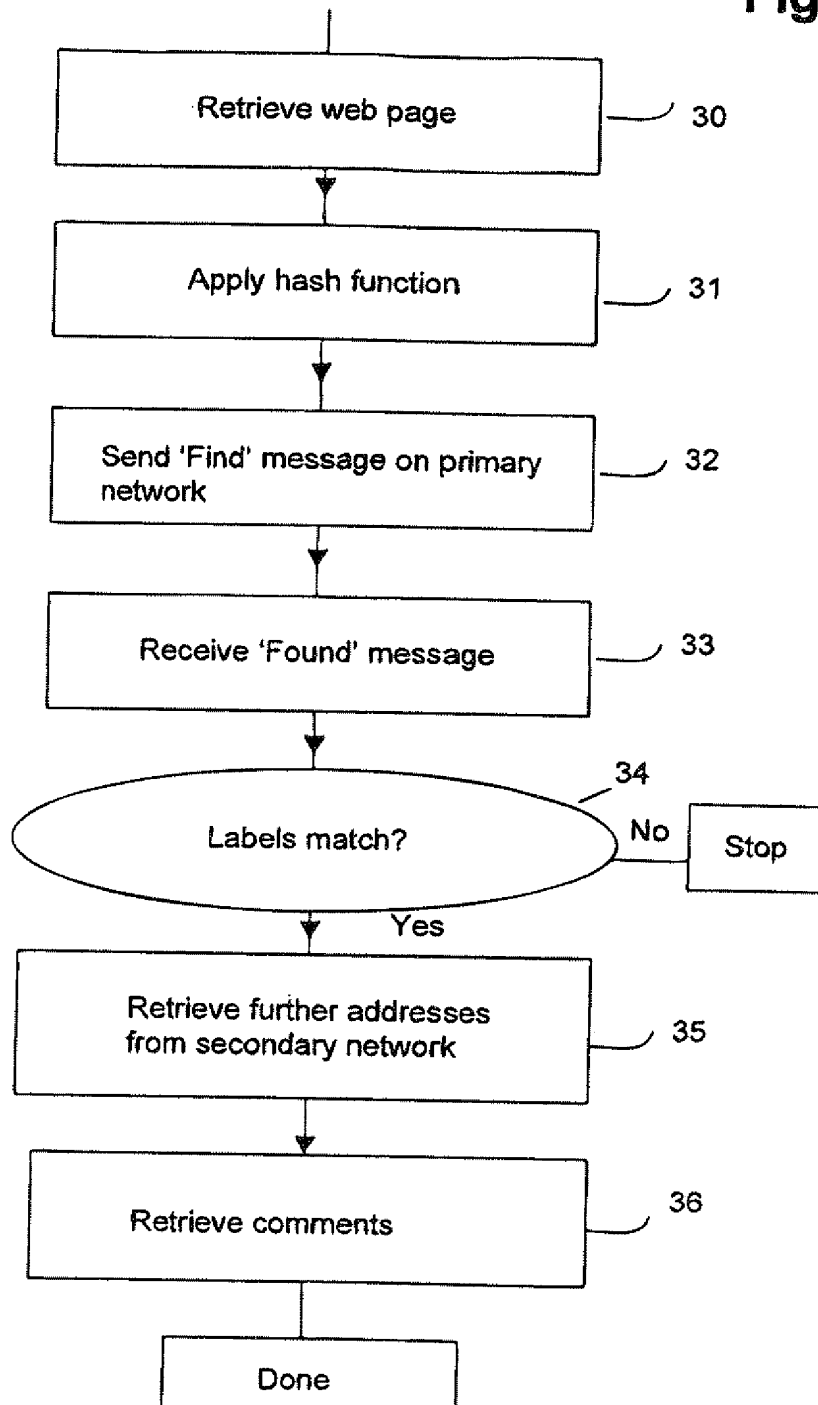 Fig
Retrieve web page
30
Apply hash function
31
Send 'Find' message on primary
network
32
Receive 'Found' message
33
34
Labels match?
No
Stop
Yes
Retrieve further addresses
from secondary network
35
Retrieve comments
36
Done